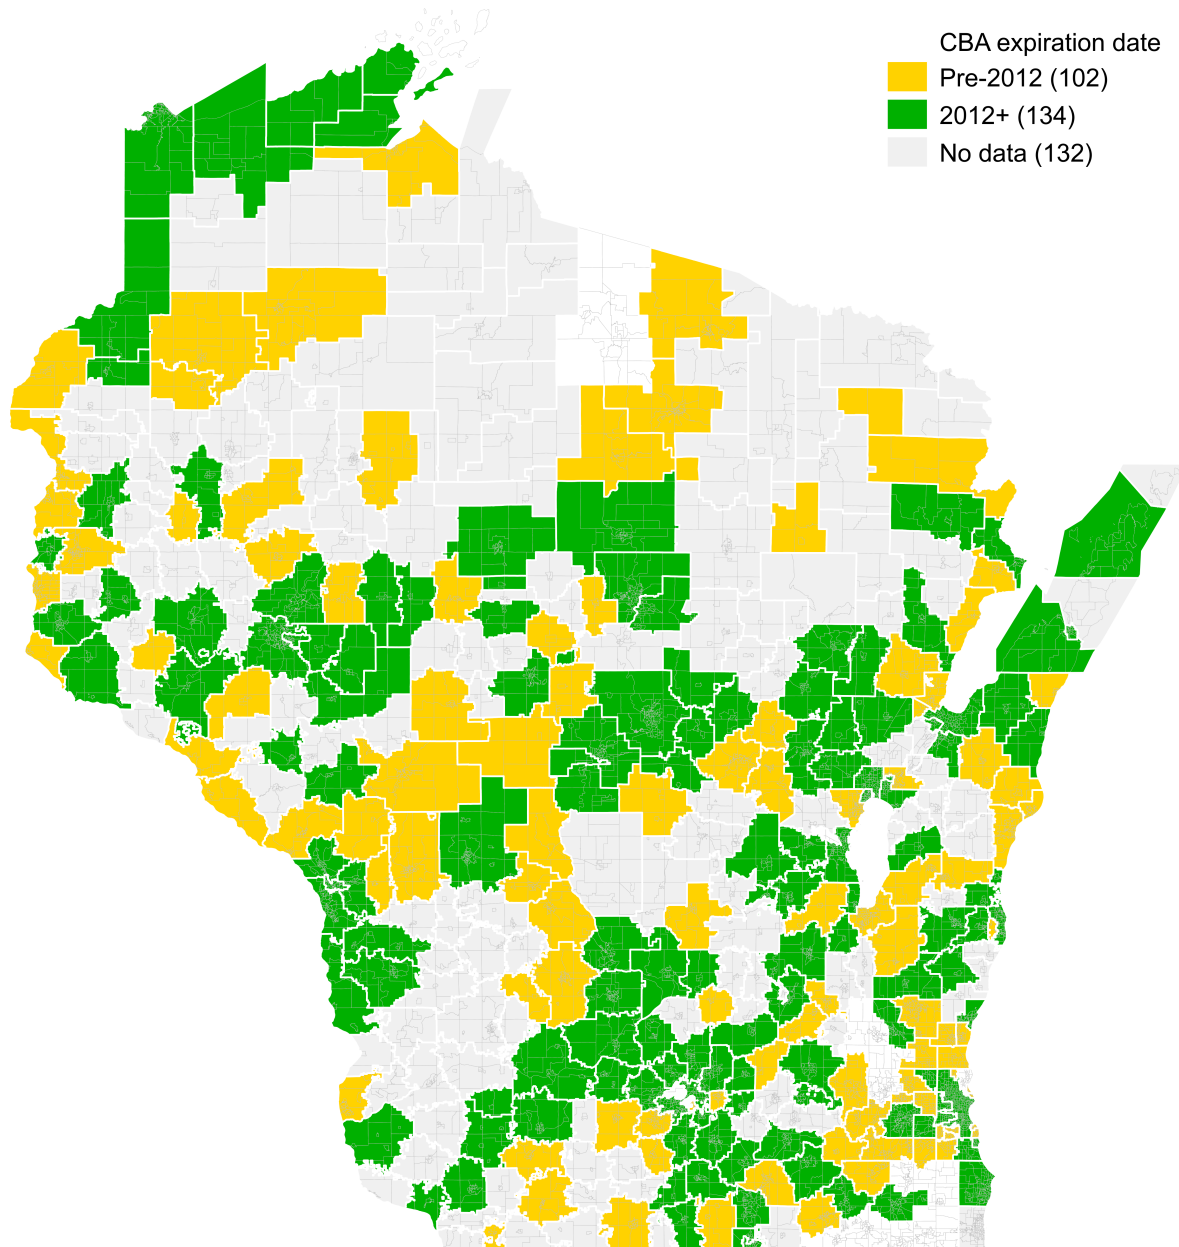 CBA expiration date
Pre-2012 (102)
2012+ (134)
No data (132)